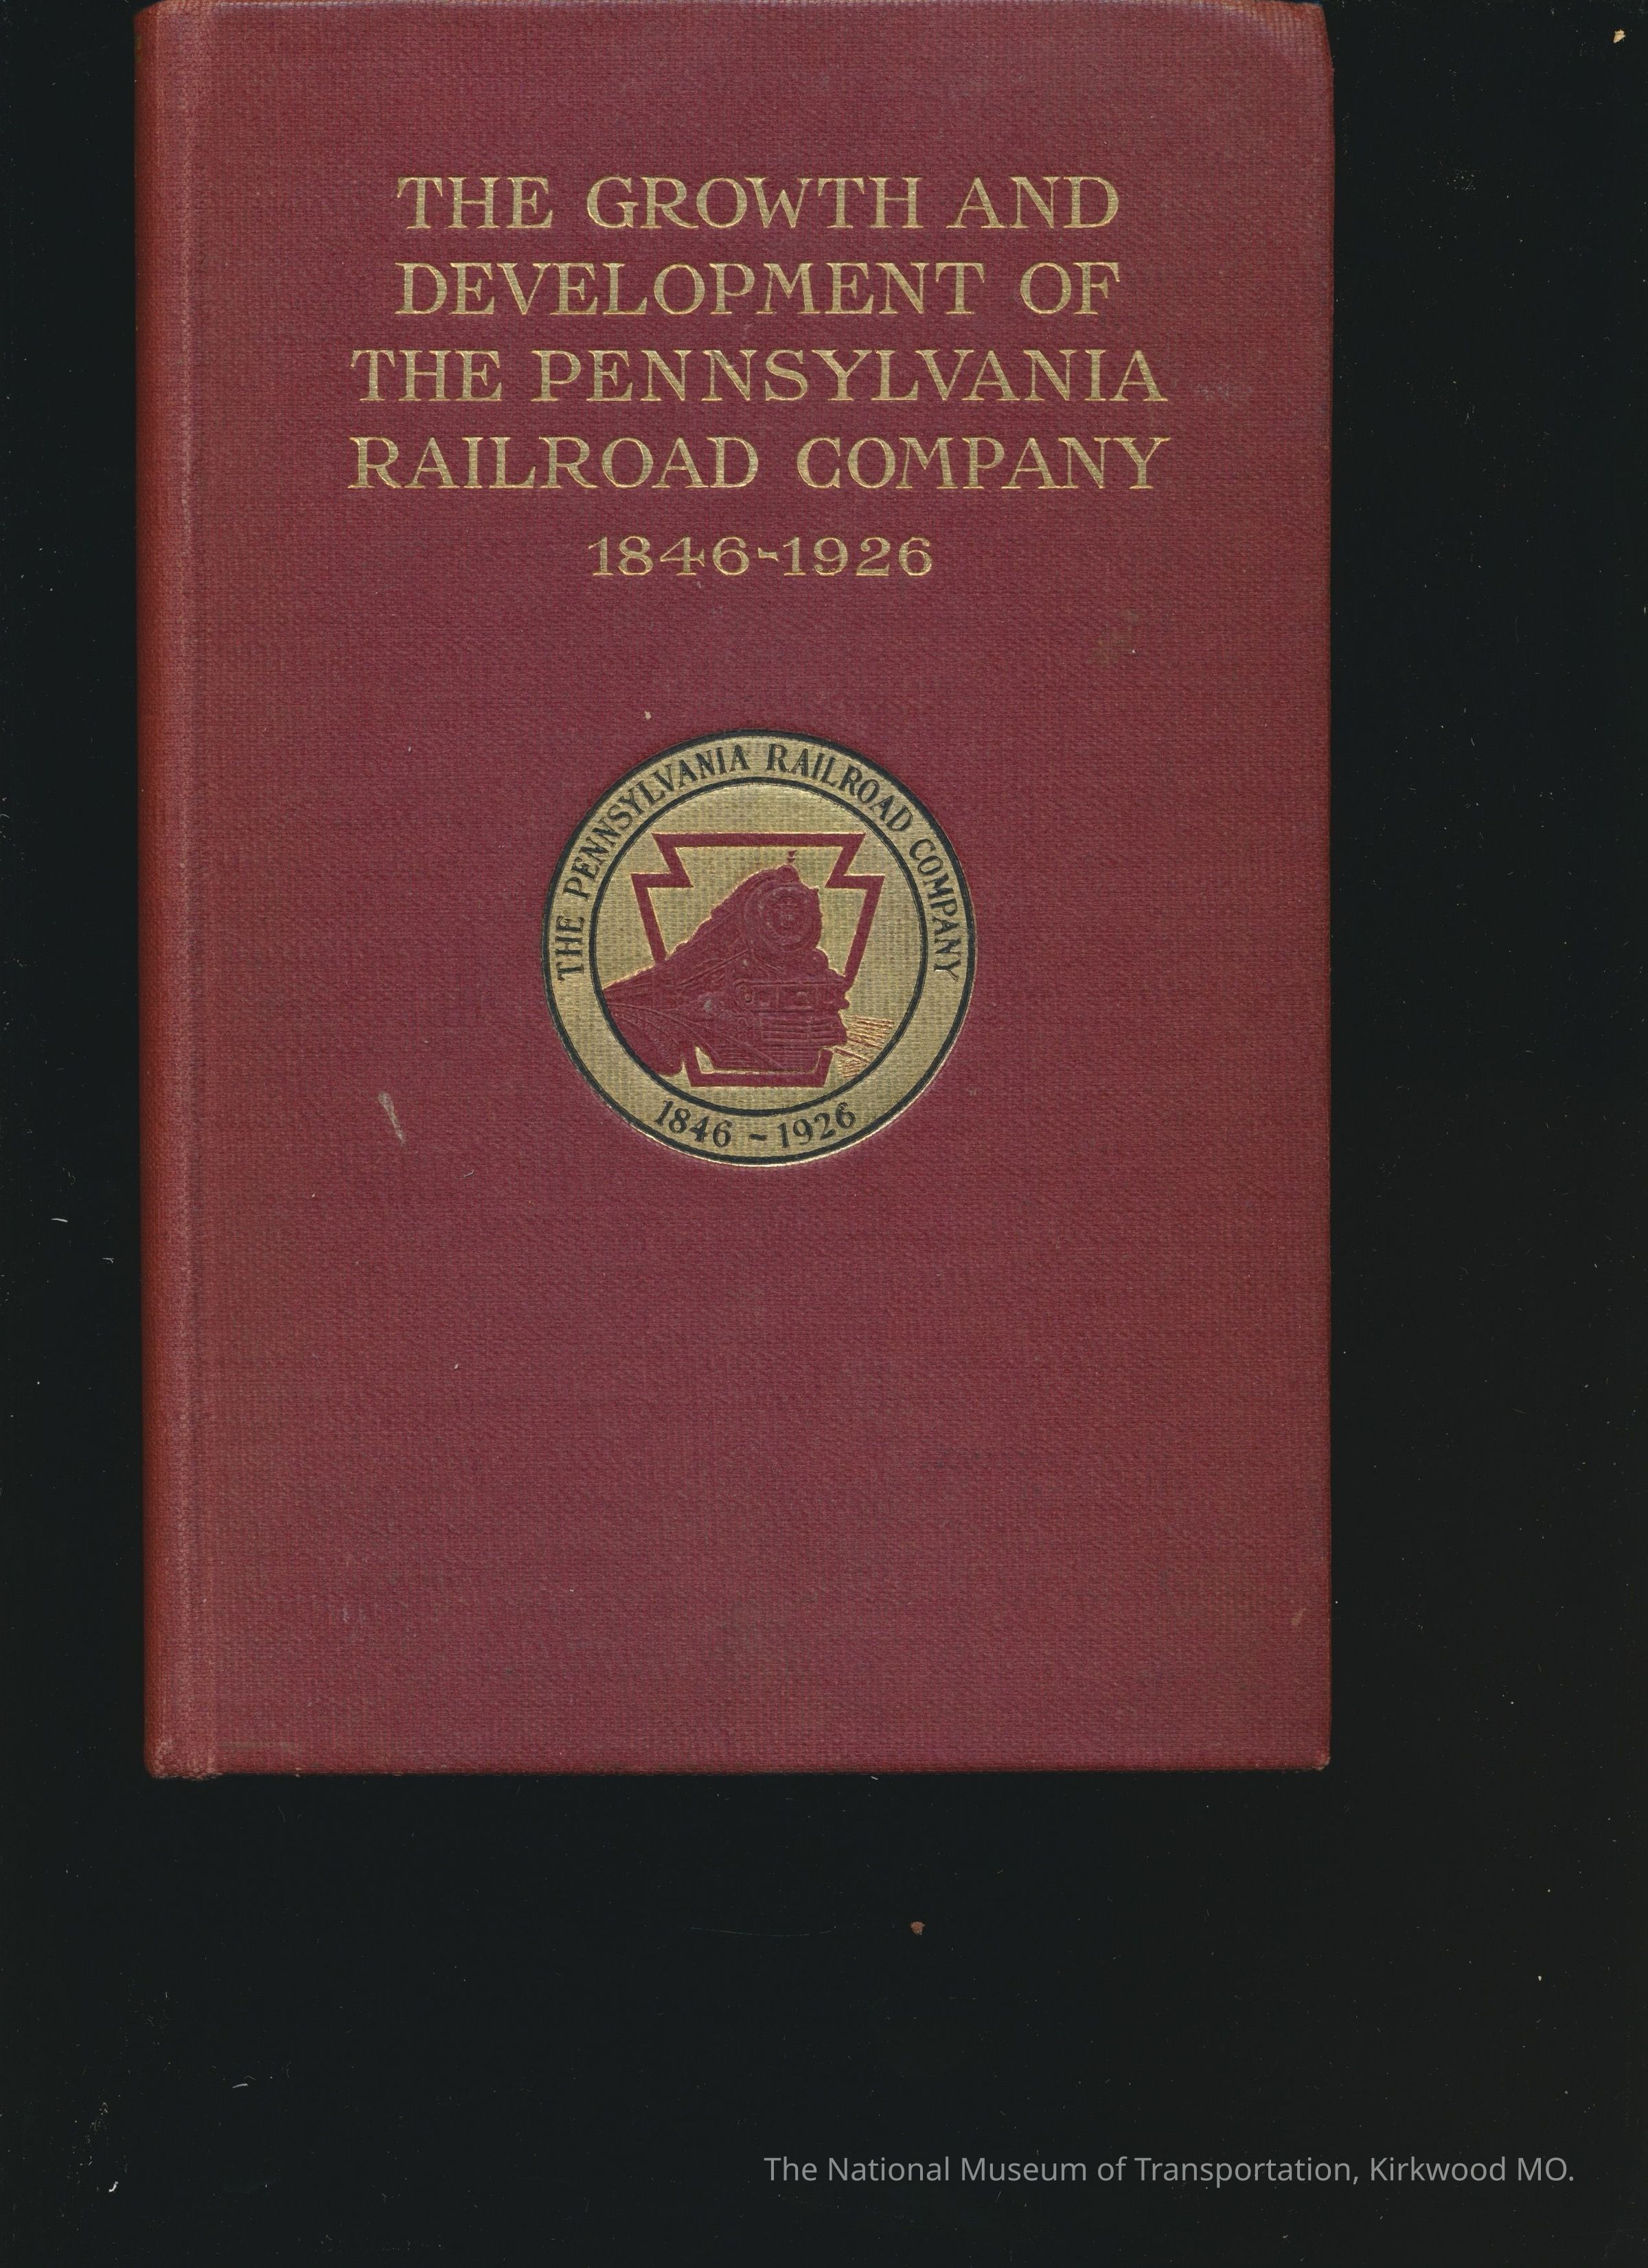 THE GROWTH AND
DEVELOPMENT OF
THE PENNSYLVANIA
RAILROAD COMPANY
1846-1926
THE PENNSYLVANIA RAILROAD COMPANY
1846-1926
The National Museum of Transportation, Kirkwood MO.